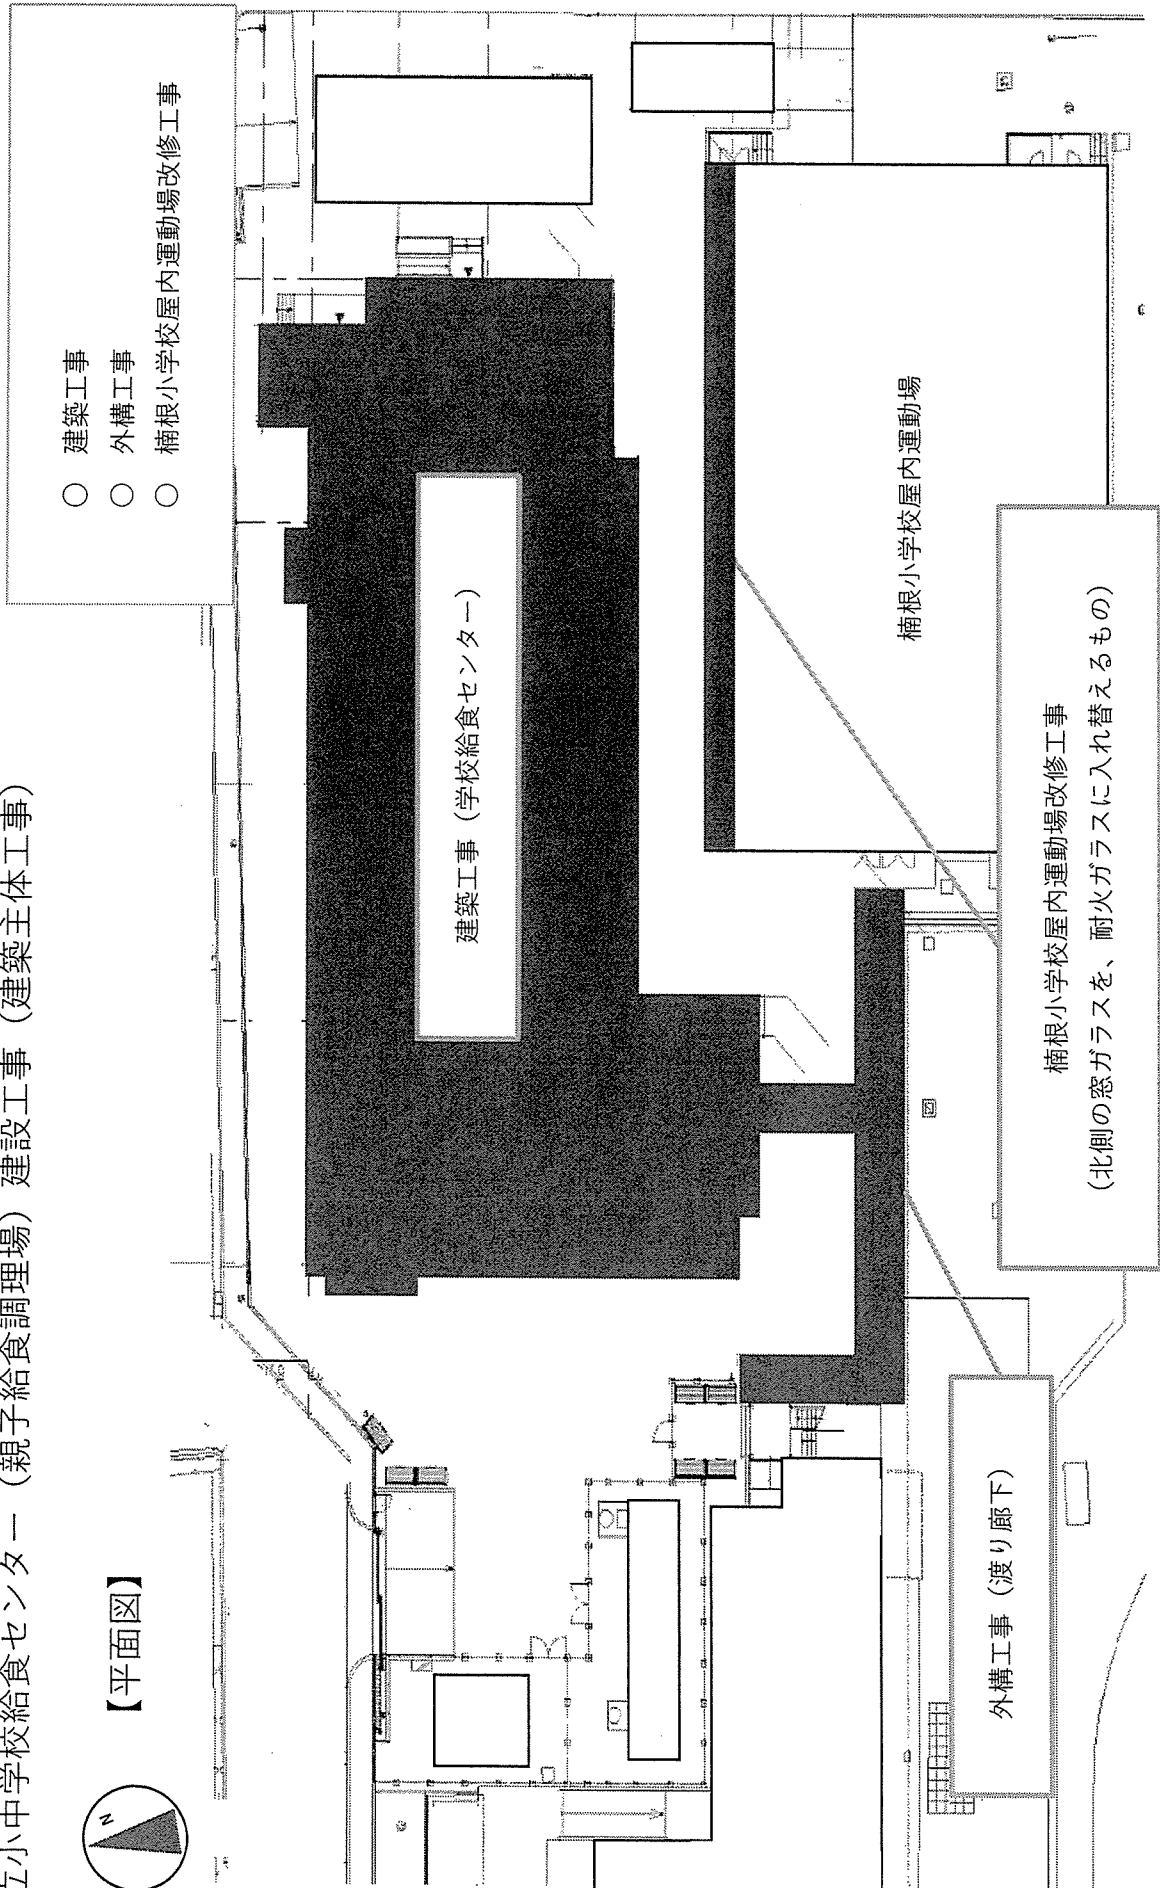 小中学校給食センター（親子給食調理場）建設工事（建築主体工事）
【平面図】
N
○ 建築工事
○ 外構工事
○ 楠根小学校屋内運動場改修工事
建築工事（学校給食センター）
楠根小学校屋内運動場
外構工事（渡り廊下）
楠根小学校屋内運動場改修工事
（北側の窓ガラスを、耐火ガラスに入れ替えるもの）